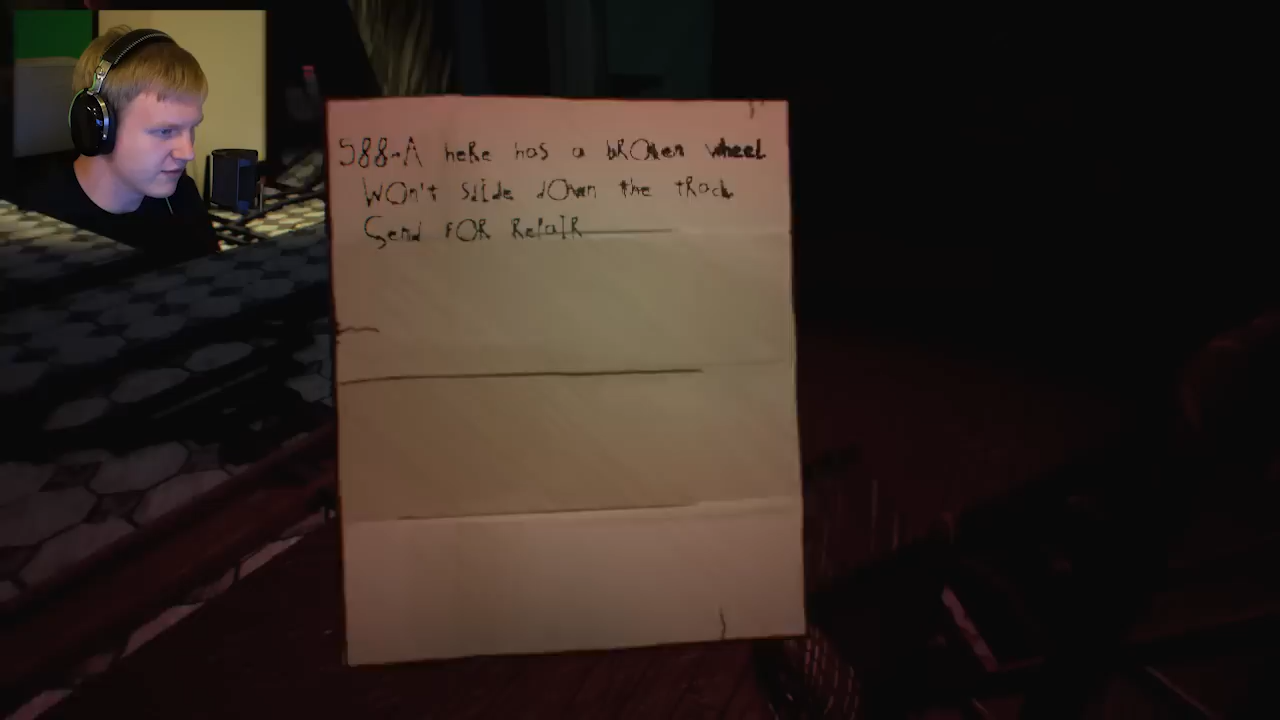 588-A heRe has a bROken wheel
WOn't slide dOwn the tRack
Send FOR RepaIR